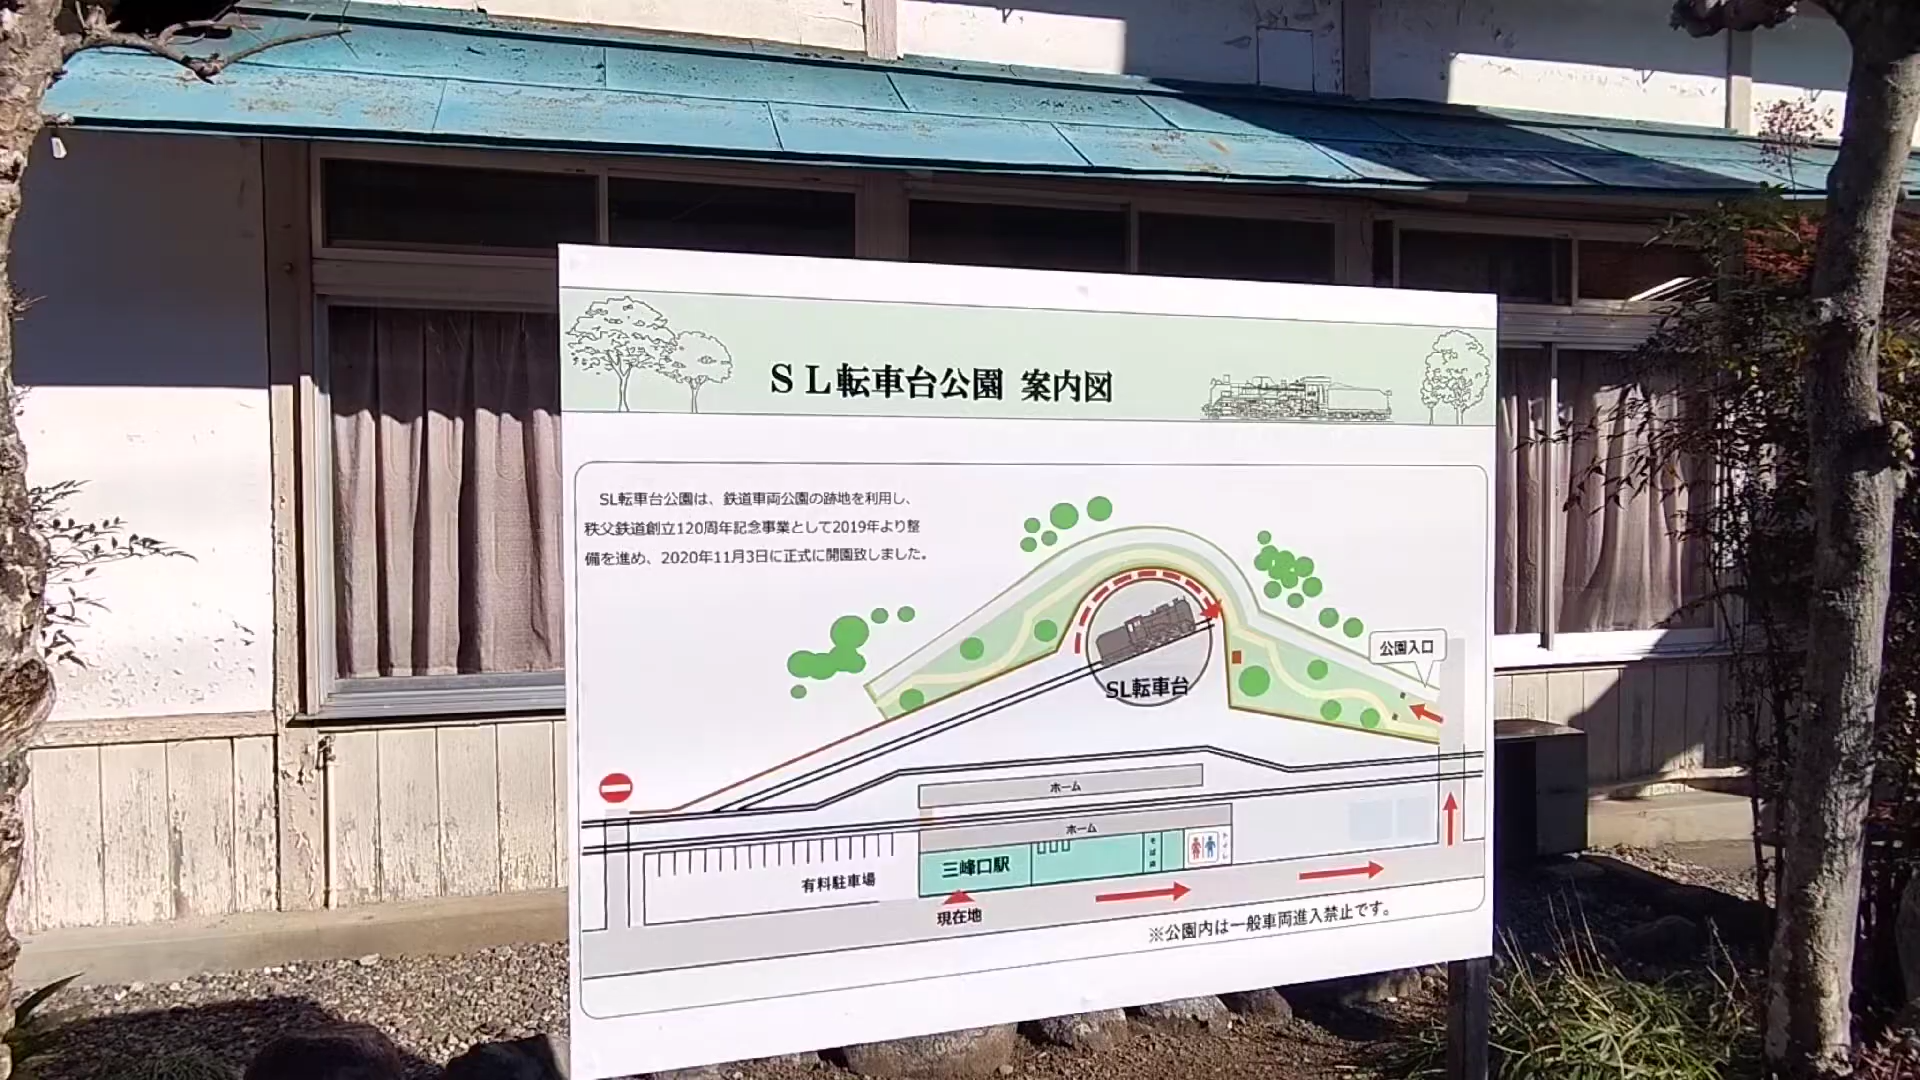 ＳＬ転車台公園 案内図
SL転車台公園は、鉄道車両公園の跡地を利用し、
秩父鉄道創立120周年記念事業として2019年より整
備を進め、2020年11月3日に正式に開園致しました。
公園入口
SL転車台
ホーム
ホーム
三峰口駅
そば店
トイレ
有料駐車場
現在地
※公園内は一般車両進入禁止です。